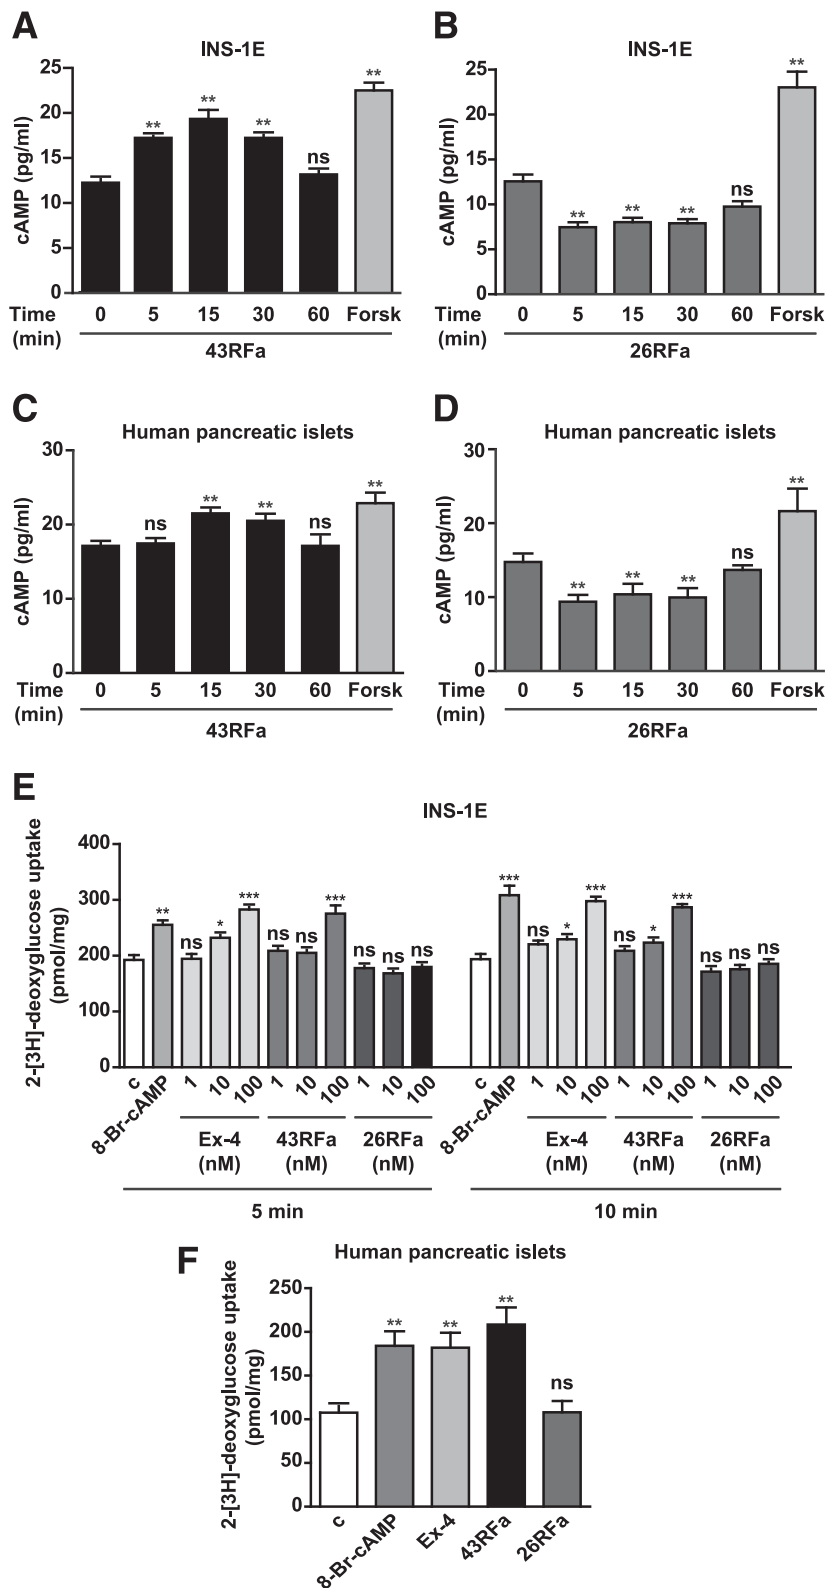 A
INS-1E
cAMP (pg/ml)
25
20
15
10
5
0
**
**
**
ns
**
Time
(min)
0 5 15 30 60 Forsk
43RFa
B
INS-1E
cAMP (pg/ml)
25
20
15
10
5
0
**
**
**
ns
**
0 5 15 30 60 Forsk
26RFa
C
Human pancreatic islets
cAMP (pg/ml)
30
20
10
0
ns
**
**
ns
**
Time
(min)
0 5 15 30 60 Forsk
43RFa
D
Human pancreatic islets
cAMP (pg/ml)
30
20
10
0
**
**
**
ns
**
Time
(min)
0 5 15 30 60 Forsk
26RFa
E
INS-1E
2-[3H]-deoxyglucose uptake
(pmol/mg)
400
300
200
100
0
** ns * *** ns ns *** ns ns ns
*** ns * *** ns * *** ns ns ns
c 8-Br-cAMP 1 10 100 1 10 100 1 10 100
c 8-Br-cAMP 1 10 100 1 10 100 1 10 100
Ex-4 43RFa 26RFa Ex-4 43RFa 26RFa
(nM) (nM) (nM) (nM) (nM) (nM)
5 min 10 min
F
Human pancreatic islets
2-[3H]-deoxyglucose uptake
(pmol/mg)
250
200
150
100
50
0
** ** ** ns
c 8-Br-cAMP Ex-4 43RFa 26RFa